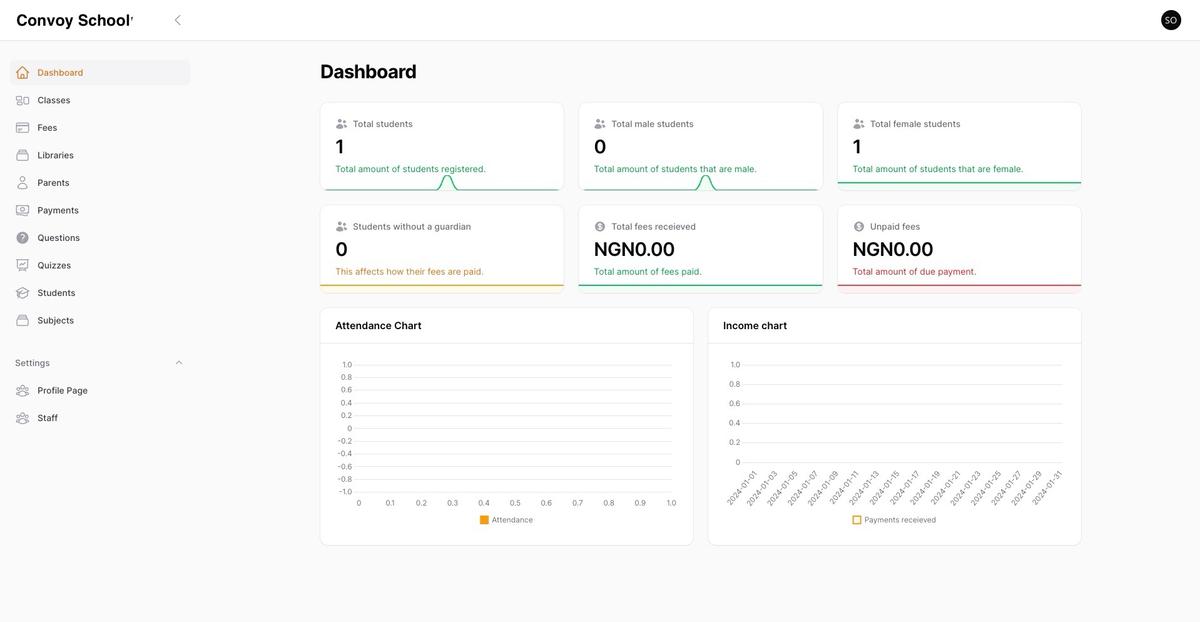 Convoy School'
SO
Dashboard
Classes
Fees
Libraries
Parents
Payments
Questions
Quizzes
Students
Subjects
Settings
Profile Page
Staff
Dashboard
Total students
1
Total amount of students registered.
Total male students
0
Total amount of students that are male.
Total female students
1
Total amount of students that are female.
Students without a guardian
0
This affects how their fees are paid.
Total fees receieved
NGN0.00
Total amount of fees paid.
Unpaid fees
NGN0.00
Total amount of due payment.
Attendance Chart
1.0
0.8
0.6
0.4
0.2
0
-0.2
-0.4
-0.6
-0.8
-1.0
0 0.1 0.2 0.3 0.4 0.5 0.6 0.7 0.8 0.9 1.0
Attendance
Income chart
1.0
0.8
0.6
0.4
0.2
0
2024-01-01 2024-01-03 2024-01-05 2024-01-07 2024-01-09 2024-01-11 2024-01-13 2024-01-15 2024-01-17 2024-01-19 2024-01-21 2024-01-23 2024-01-25 2024-01-27 2024-01-29 2024-01-31
Payments receieved